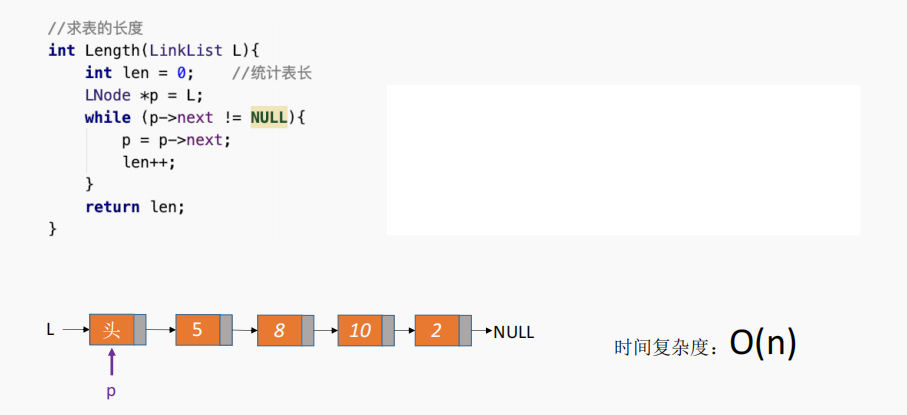 //求表的长度
int Length(LinkList L){
    int len = 0;    //统计表长
    LNode *p = L;
    while (p->next != NULL){
        p = p->next;
        len++;
    }
    return len;
}
L 头 5 8 10 2 NULL
p
时间复杂度：O(n)